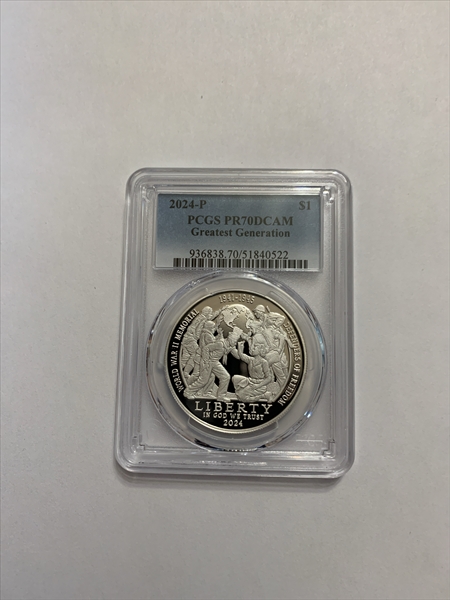 2024-P $1
PCGS PR70DCAM
Greatest Generation
936838.70/51840522
1941-1945
WORLD WAR II MEMORIAL
DEFENDERS OF FREEDOM
LIBERTY
IN GOD WE TRUST
2024